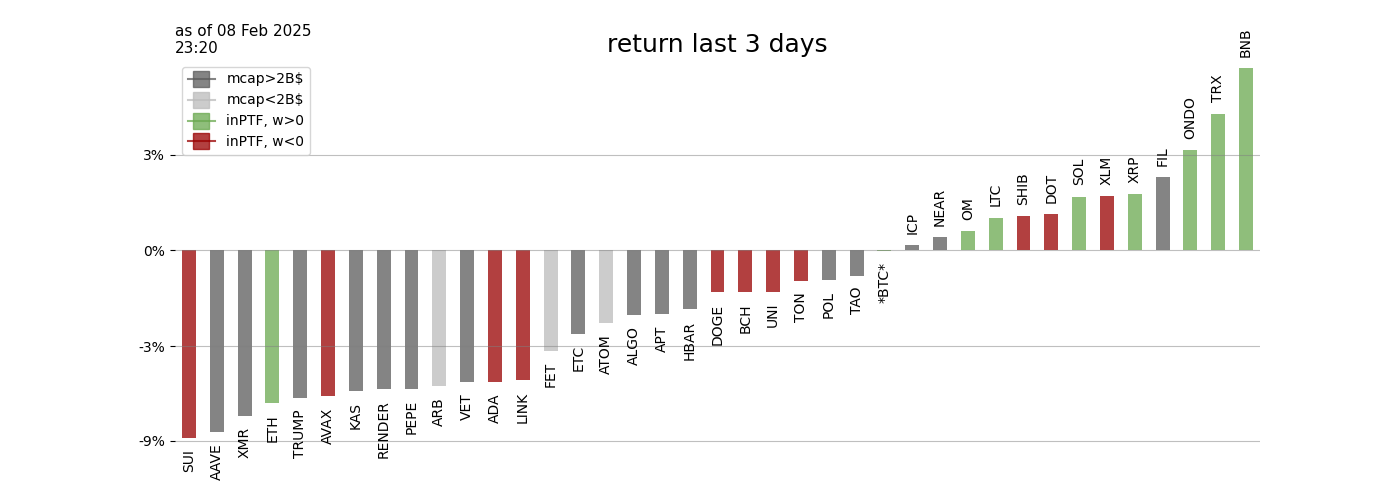 as of 08 Feb 2025
23:20
return last 3 days
mcap>2B$
mcap<2B$
inPTF, w>0
inPTF, w<0
3%
0%
-3%
-9%
SUI
AAVE
XMR
ETH
TRUMP
AVAX
KAS
RENDER
PEPE
ARB
VET
ADA
LINK
FET
ETC
ATOM
ALGO
APT
HBAR
DOGE
BCH
UNI
TON
POL
TAO
*BTC*
ICP
NEAR
OM
LTC
SHIB
DOT
SOL
XLM
XRP
FIL
ONDO
TRX
BNB